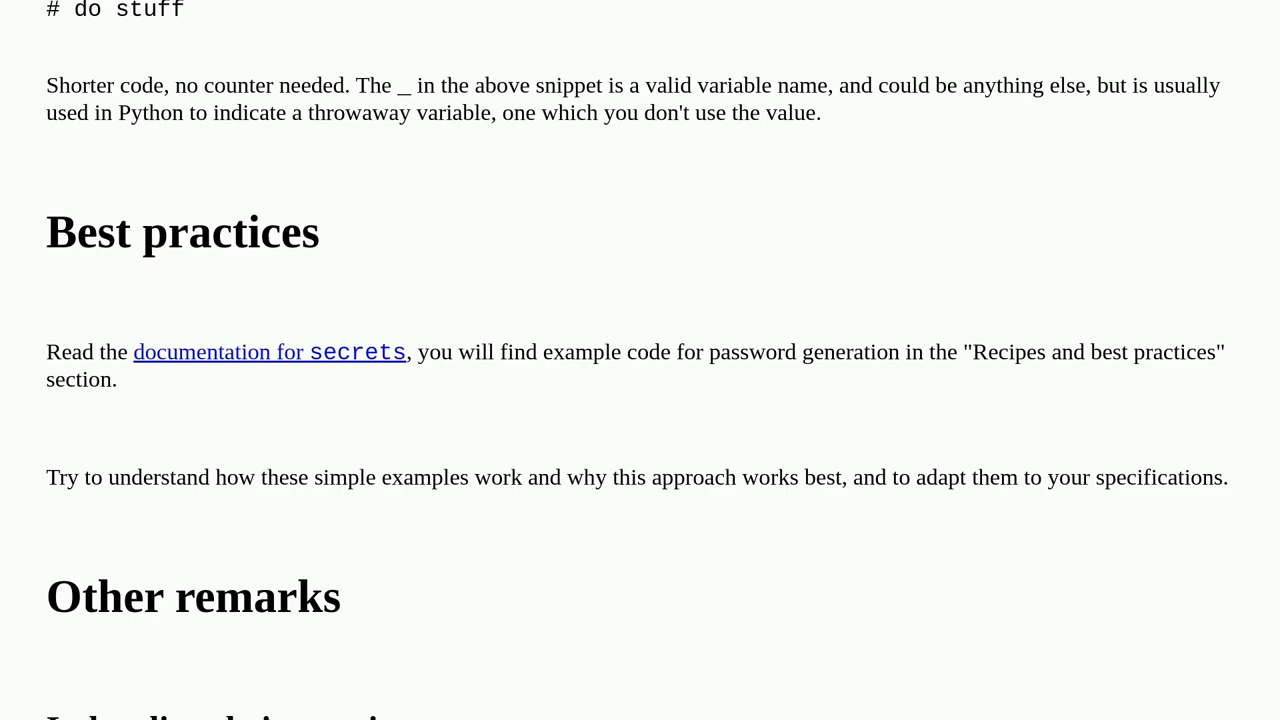 # do stuff
Shorter code, no counter needed. The _ in the above snippet is a valid variable name, and could be anything else, but is usually
used in Python to indicate a throwaway variable, one which you don't use the value.
Best practices
Read the documentation for secrets, you will find example code for password generation in the "Recipes and best practices"
section.
Try to understand how these simple examples work and why this approach works best, and to adapt them to your specifications.
Other remarks